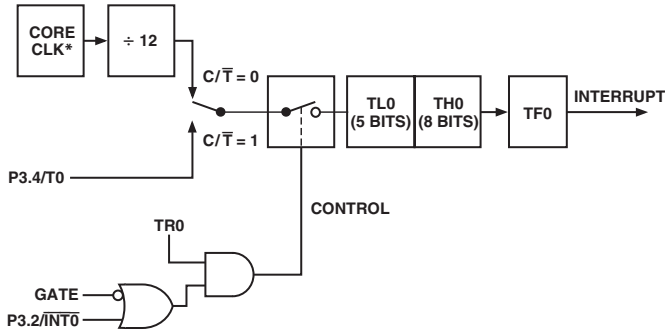 CORE
CLK*
÷ 12
C/T̅ = 0
C/T̅ = 1
TL0
(5 BITS)
TH0
(8 BITS)
TF0
INTERRUPT
P3.4/T0
CONTROL
TR0
GATE
P3.2/I̅N̅T̅0̅